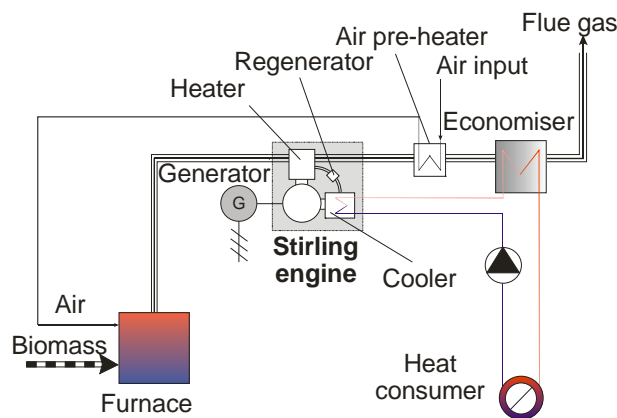 Flue gas
Air pre-heater
Regenerator
Air input
Heater
Economiser
Generator
G
Stirling
engine
Cooler
Air
Biomass
Furnace
Heat
consumer